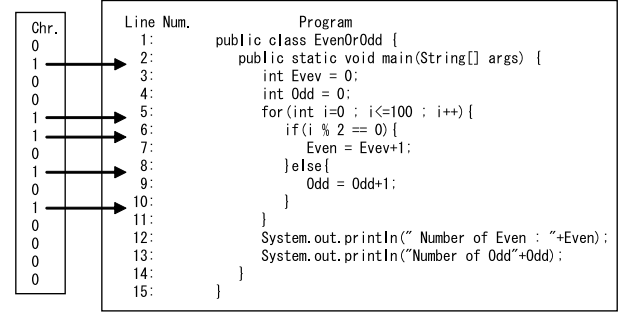 Chr.
0
1
0
0
1
1
0
1
0
1
0
0
0
0
Line Num. Program
1: public class EvenOrOdd {
2: public static void main(String[] args) {
3: int Evev = 0;
4: int Odd = 0;
5: for(int i=0 ; i<=100 ; i++){
6: if(i % 2 == 0){
7: Even = Evev+1;
8: }else{
9: Odd = Odd+1;
10: }
11: }
12: System.out.println(" Number of Even : "+Even);
13: System.out.println("Number of Odd"+Odd);
14: }
15: }